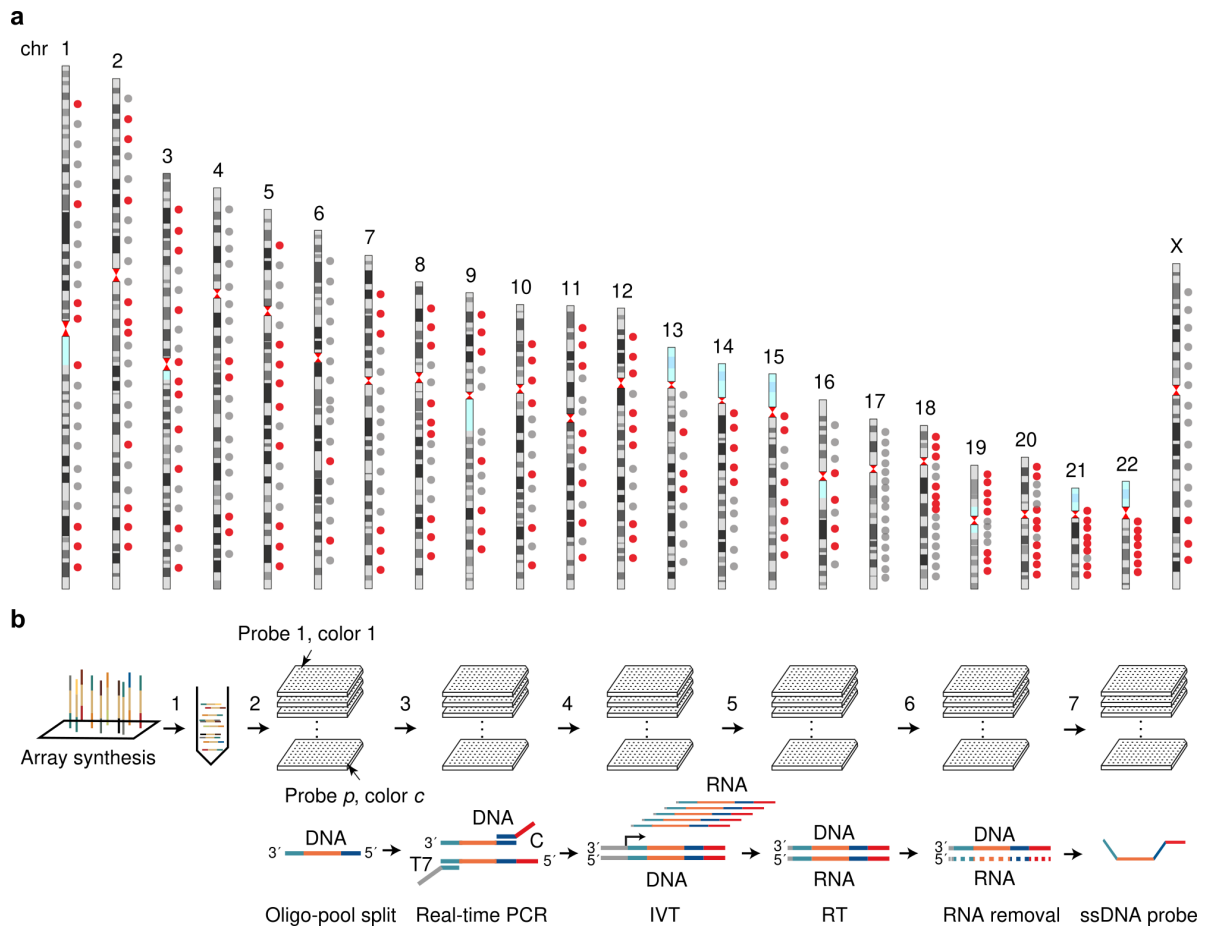 a
chr 1 2 3 4 5 6 7 8 9 10 11 12 13 14 15 16 17 18 19 20 21 22 X
b
Probe 1, color 1
1 2 3 4 5 6 7
Array synthesis
Probe p, color c
RNA
DNA
3´ 5´
DNA
3´ C
T7 5´
3´
5´
DNA
DNA
3´
5´
RNA
DNA
3´
5´
RNA
Oligo-pool split Real-time PCR IVT RT RNA removal ssDNA probe